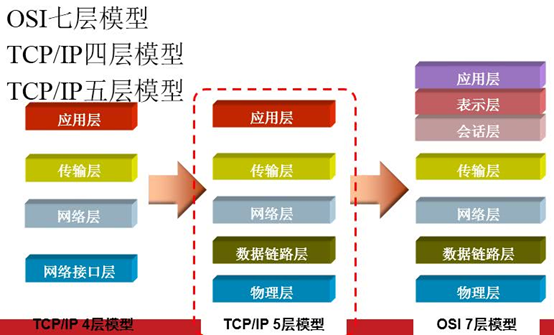 OSI七层模型
TCP/IP四层模型
TCP/IP五层模型
应用层
传输层
网络层
网络接口层
TCP/IP 4层模型
应用层
传输层
网络层
数据链路层
物理层
TCP/IP 5层模型
应用层
表示层
会话层
传输层
网络层
数据链路层
物理层
OSI 7层模型